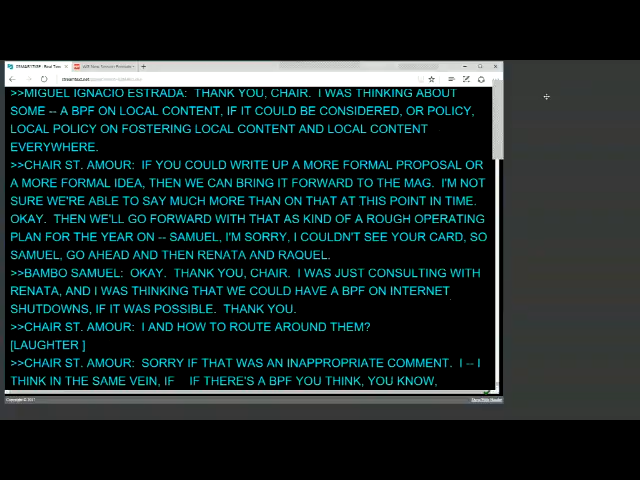 >>MIGUEL IGNACIO ESTRADA:  THANK YOU, CHAIR.  I WAS THINKING ABOUT
SOME -- A BPF ON LOCAL CONTENT, IF IT COULD BE CONSIDERED, OR POLICY,
LOCAL POLICY ON FOSTERING LOCAL CONTENT AND LOCAL CONTENT
EVERYWHERE.
>>CHAIR ST. AMOUR:  IF YOU COULD WRITE UP A MORE FORMAL PROPOSAL OR
A MORE FORMAL IDEA, THEN WE CAN BRING IT FORWARD TO THE MAG.  I'M NOT
SURE WE'RE ABLE TO SAY MUCH MORE THAN ON THAT AT THIS POINT IN TIME.
OKAY.  THEN WE'LL GO FORWARD WITH THAT AS KIND OF A ROUGH OPERATING
PLAN FOR THE YEAR ON -- SAMUEL, I'M SORRY, I COULDN'T SEE YOUR CARD, SO
SAMUEL, GO AHEAD AND THEN RENATA AND RAQUEL.
>>BAMBO SAMUEL:  OKAY.  THANK YOU, CHAIR.  I WAS JUST CONSULTING WITH
RENATA, AND I WAS THINKING THAT WE COULD HAVE A BPF ON INTERNET
SHUTDOWNS, IF IT WAS POSSIBLE.  THANK YOU.
>>CHAIR ST. AMOUR:  I AND HOW TO ROUTE AROUND THEM?
[LAUGHTER ]
>>CHAIR ST. AMOUR:  SORRY IF THAT WAS AN INAPPROPRIATE COMMENT.  I -- I
THINK IN THE SAME VEIN, IF    IF THERE'S A BPF YOU THINK, YOU KNOW,